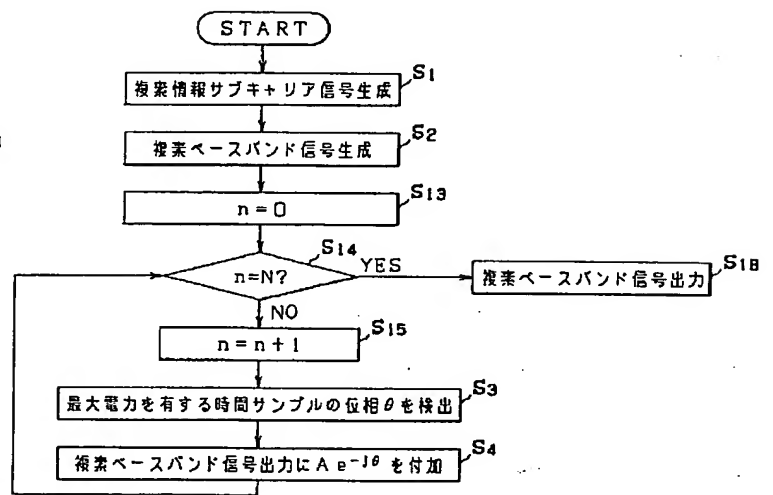 START
複素情報サブキャリア信号生成
S1
複素ベースバンド信号生成
S2
n=0
S13
n=N?
S14
YES
複素ベースバンド信号出力
S18
NO
n=n+1
S15
最大電力を有する時間サンプルの位相θを検出
S3
複素ベースバンド信号出力にA e^-jθ を付加
S4